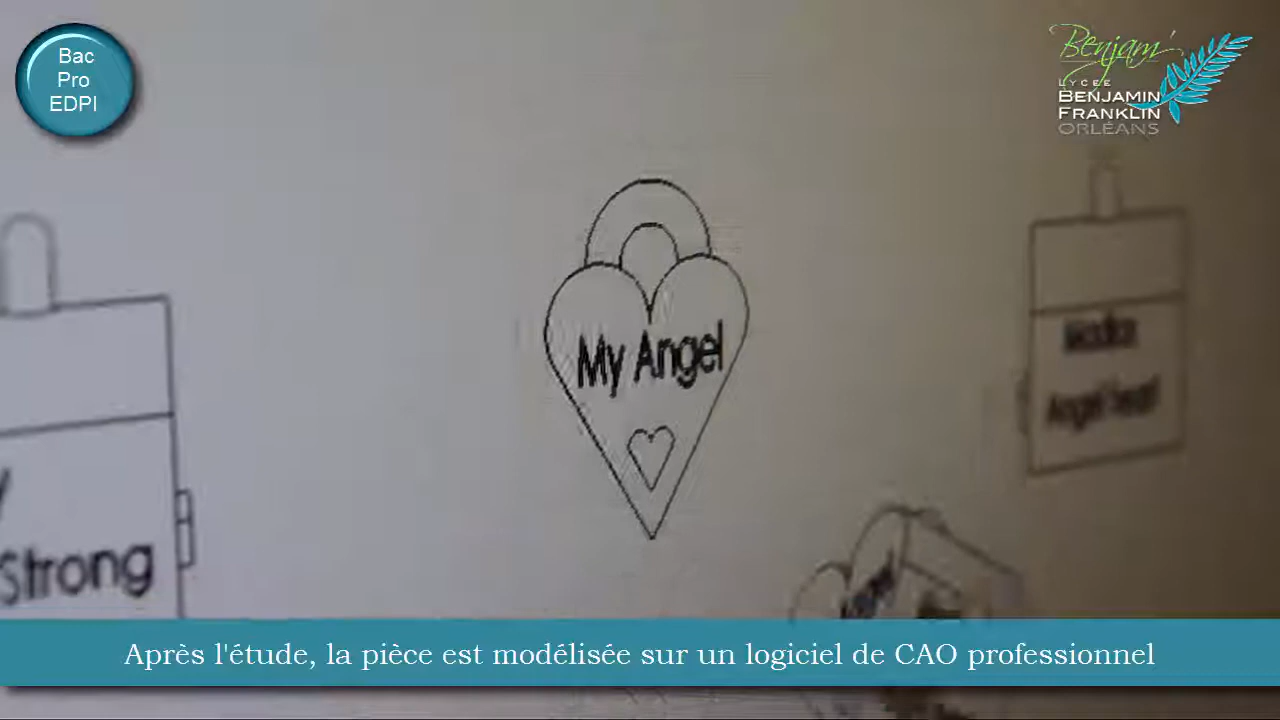 Bac
Pro
EDPI
Benjam'
LYCÉE
BENJAMIN
FRANKLIN
ORLÉANS
My Angel
Strong
Après l'étude, la pièce est modélisée sur un logiciel de CAO professionnel